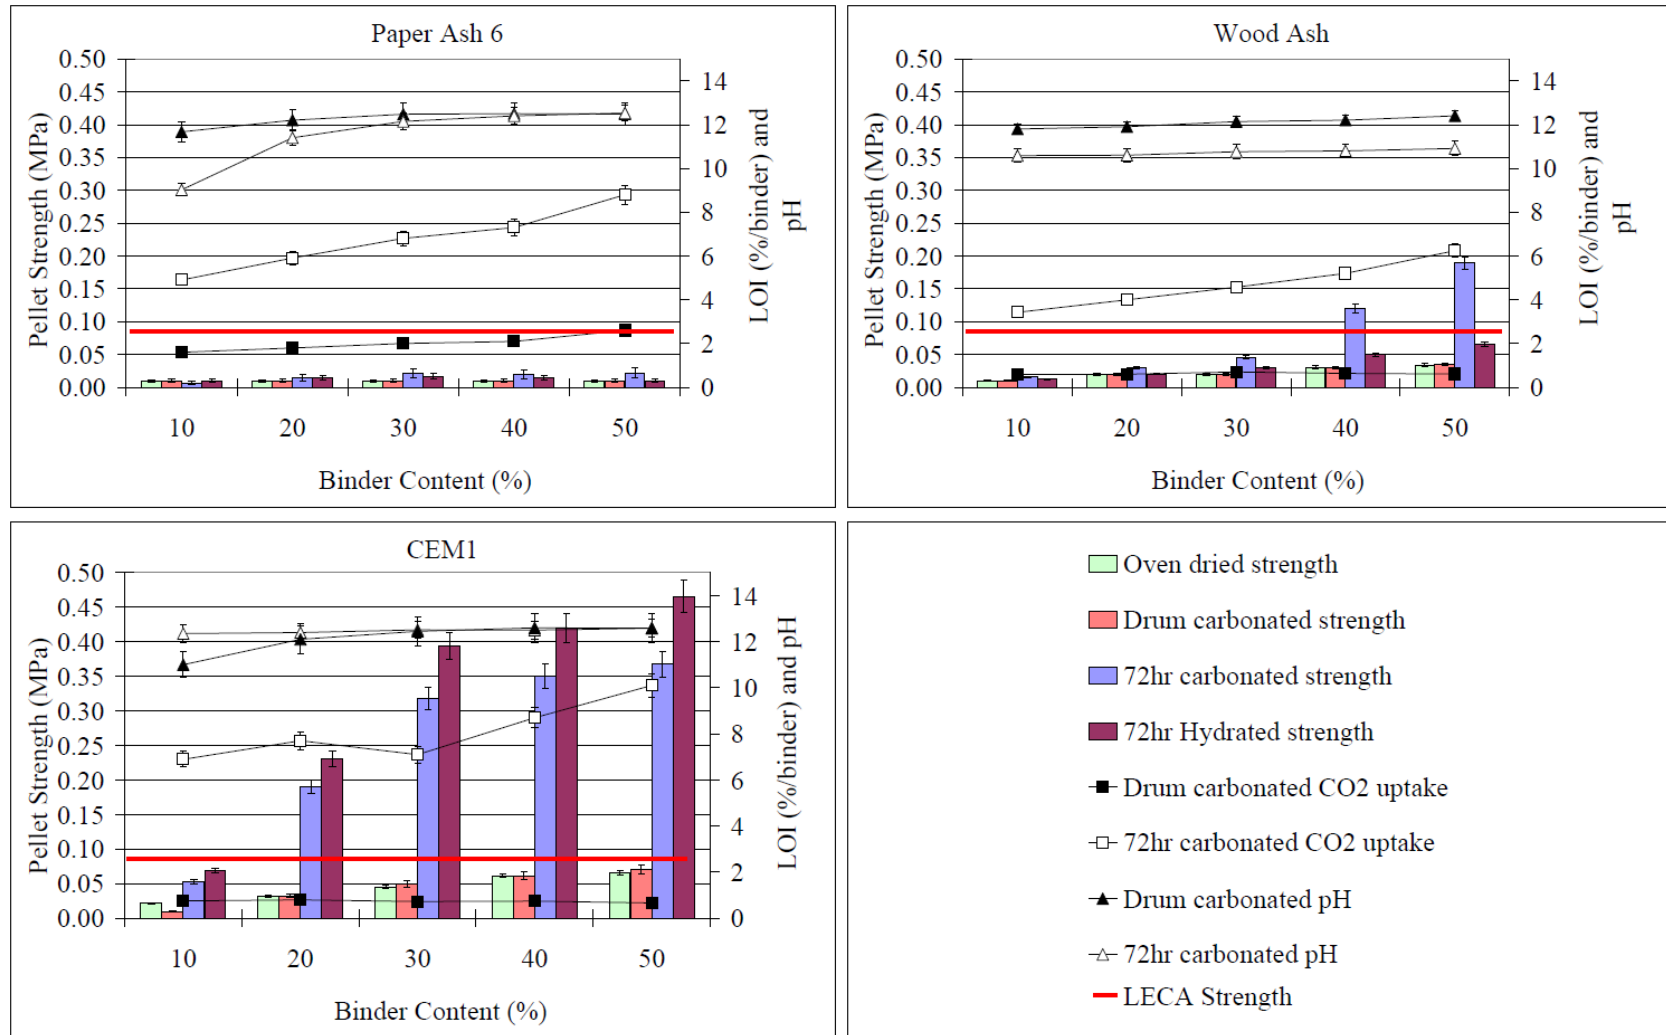 Paper Ash 6
Pellet Strength (MPa)
0.50
0.45
0.40
0.35
0.30
0.25
0.20
0.15
0.10
0.05
0.00
14
12
10
8
6
4
2
0
LOI (%/binder) and
pH
10 20 30 40 50
Binder Content (%)
Wood Ash
Pellet Strength (MPa)
0.50
0.45
0.40
0.35
0.30
0.25
0.20
0.15
0.10
0.05
0.00
14
12
10
8
6
4
2
0
LOI (%/binder) and
pH
10 20 30 40 50
Binder Content (%)
CEM1
Pellet Strength (MPa)
0.50
0.45
0.40
0.35
0.30
0.25
0.20
0.15
0.10
0.05
0.00
14
12
10
8
6
4
2
0
LOI (%/binder) and pH
10 20 30 40 50
Binder Content (%)
Oven dried strength
Drum carbonated strength
72hr carbonated strength
72hr Hydrated strength
Drum carbonated CO2 uptake
72hr carbonated CO2 uptake
Drum carbonated pH
72hr carbonated pH
LECA Strength